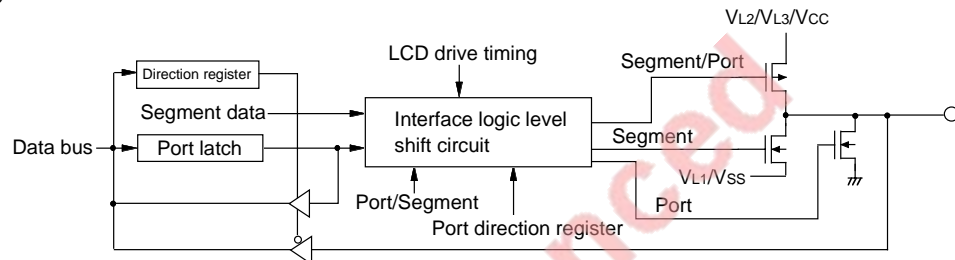 VL2/VL3/VCC
LCD drive timing
Segment/Port
Direction register
Segment data
Interface logic level
shift circuit
Segment
Data bus
Port latch
VL1/VSS
Port/Segment
Port
Port direction register